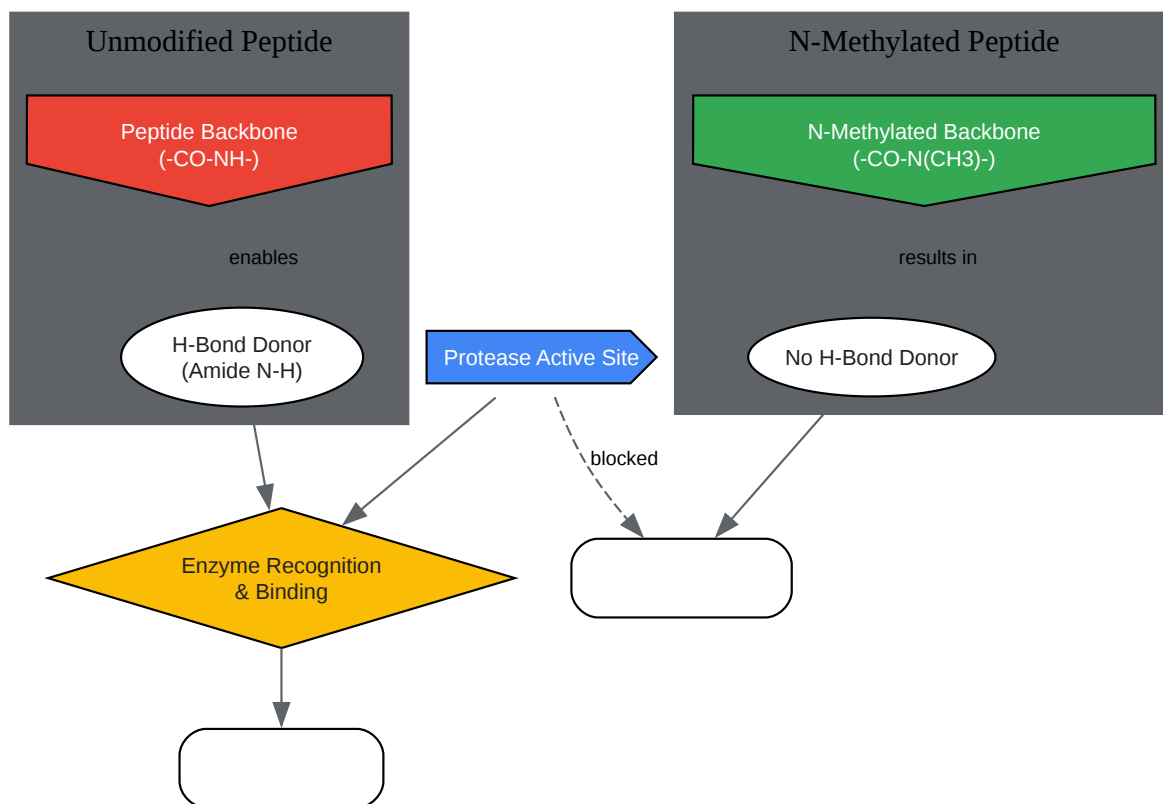 Unmodified Peptide
N-Methylated Peptide
Peptide Backbone
(-CO-NH-)
N-Methylated Backbone
(-CO-N(CH3)-)
enables
results in
H-Bond Donor
(Amide N-H)
Protease Active Site
No H-Bond Donor
blocked
Enzyme Recognition
& Binding